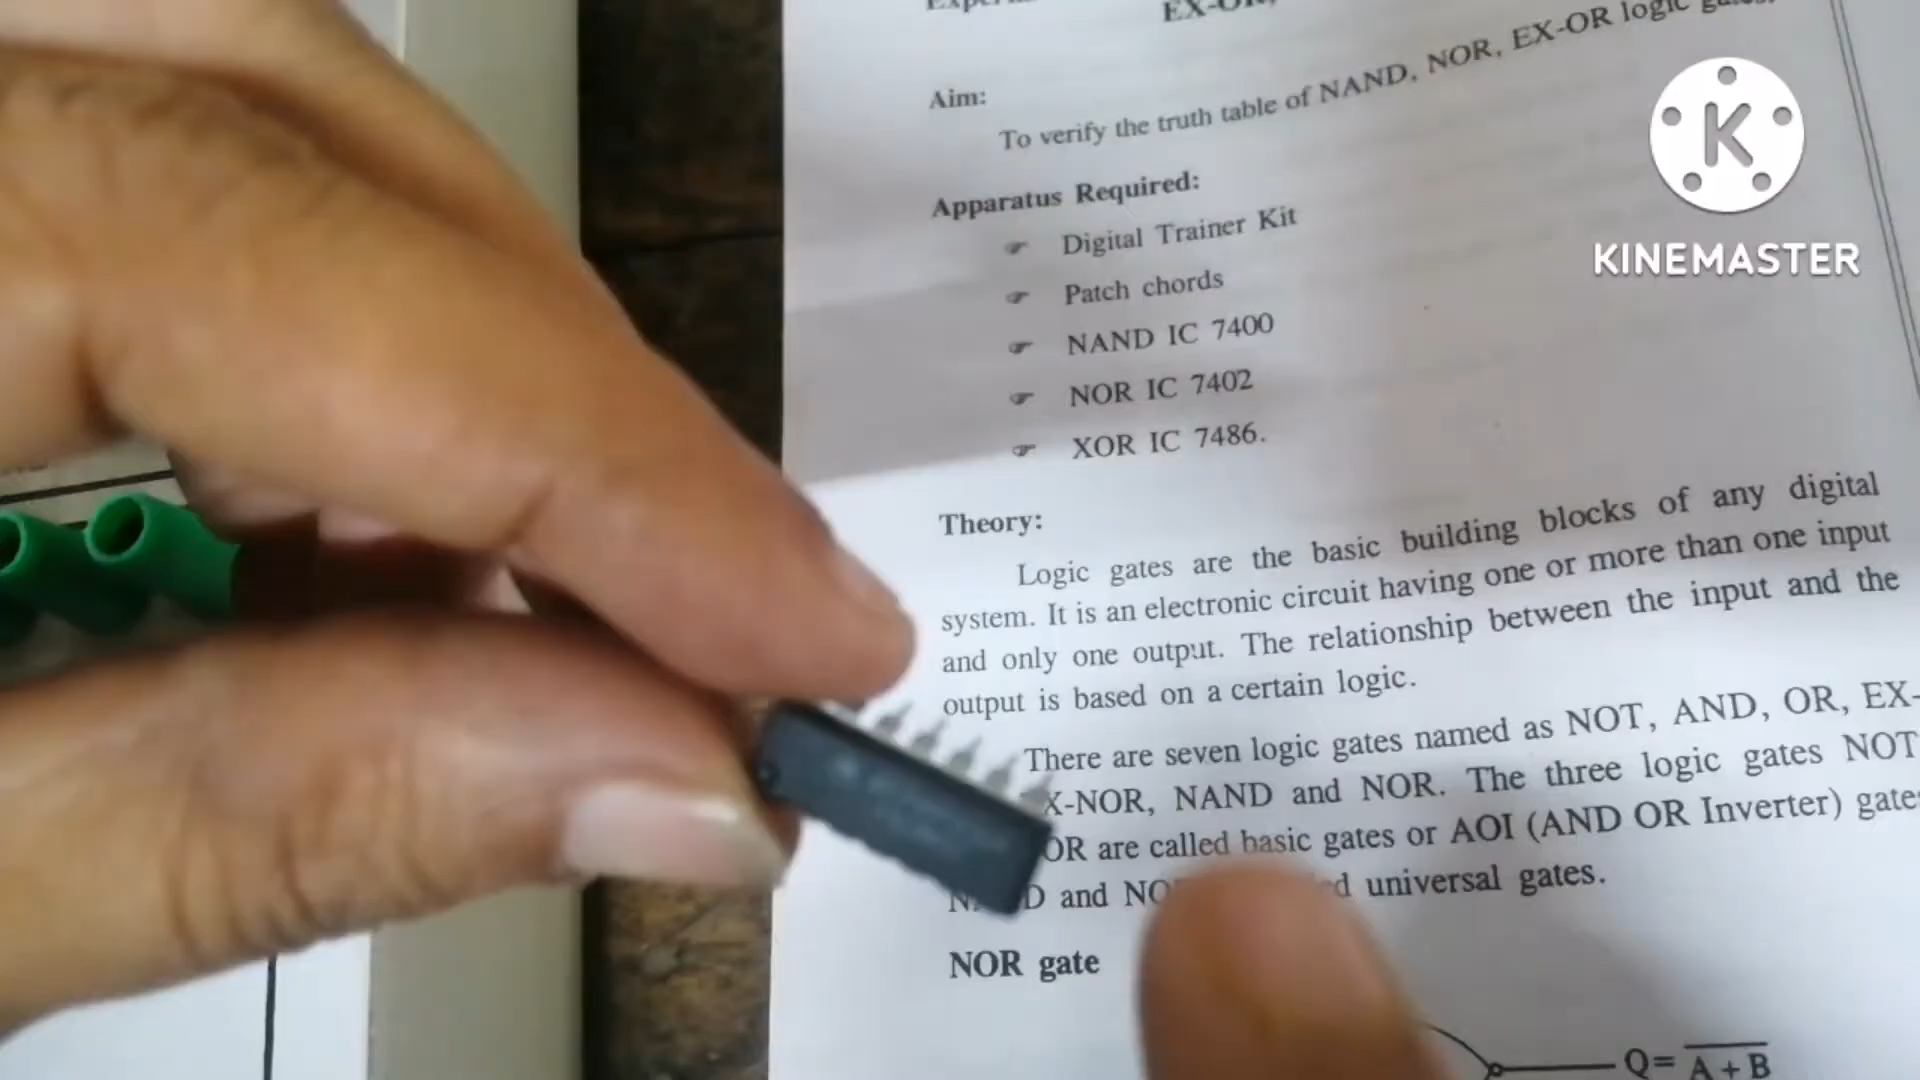 EX-OR,
Aim:
To verify the truth table of NAND, NOR, EX-OR logic gates.
Apparatus Required:
Digital Trainer Kit
Patch chords
NAND IC 7400
NOR IC 7402
XOR IC 7486.
K
KINEMASTER
Theory:
Logic gates are the basic building blocks of any digital
system. It is an electronic circuit having one or more than one input
and only one output. The relationship between the input and the
output is based on a certain logic.
There are seven logic gates named as NOT, AND, OR, EX-
X-NOR, NAND and NOR. The three logic gates NOT
OR are called basic gates or AOI (AND OR Inverter) gates
D and NO d universal gates.
NOR gate
Q= \overline{A+B}